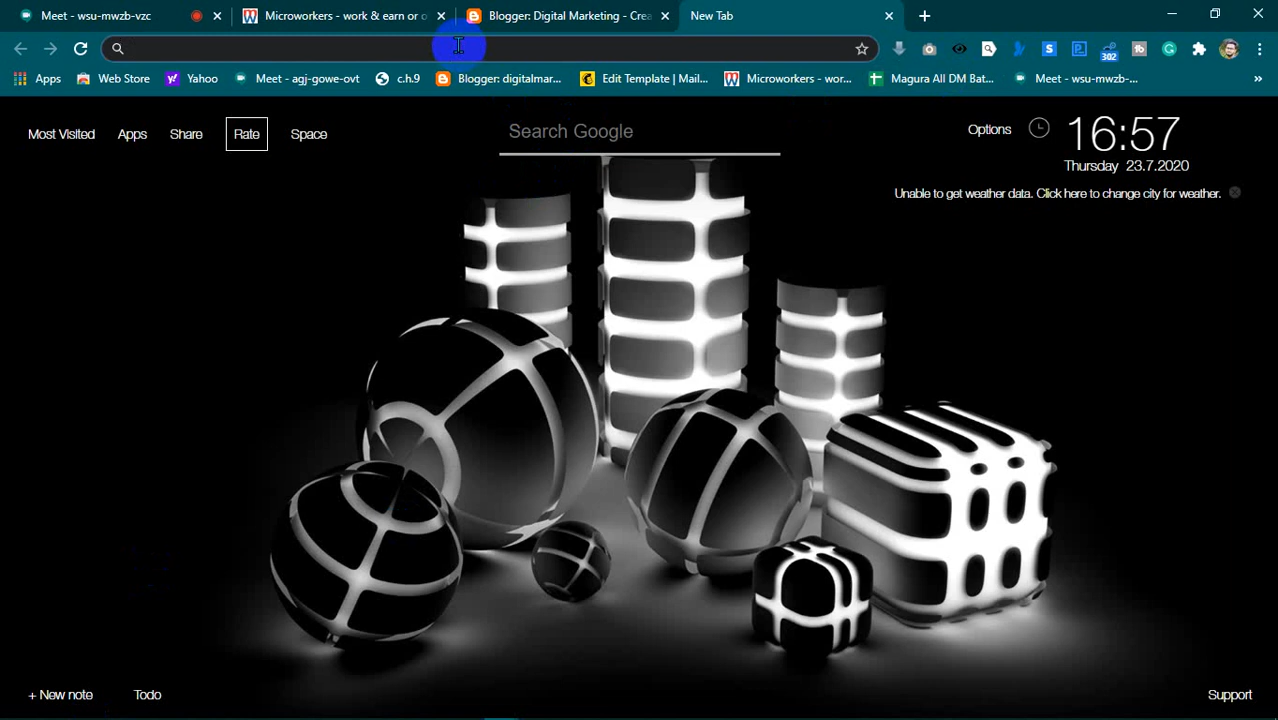 Meet - wsu-mwzb-vzc
Microworkers - work & earn or o
Blogger: Digital Marketing - Crea
New Tab
Apps
Web Store
Yahoo
Meet - agj-gowe-ovt
c.h.9
Blogger: digitalmar...
Edit Template | Mail...
Microworkers - wor...
Magura All DM Bat...
Meet - wsu-mwzb-...
302
Most Visited
Apps
Share
Rate
Space
Search Google
Options
16:57
Thursday 23.7.2020
Unable to get weather data. Click here to change city for weather.
+ New note
Todo
Support